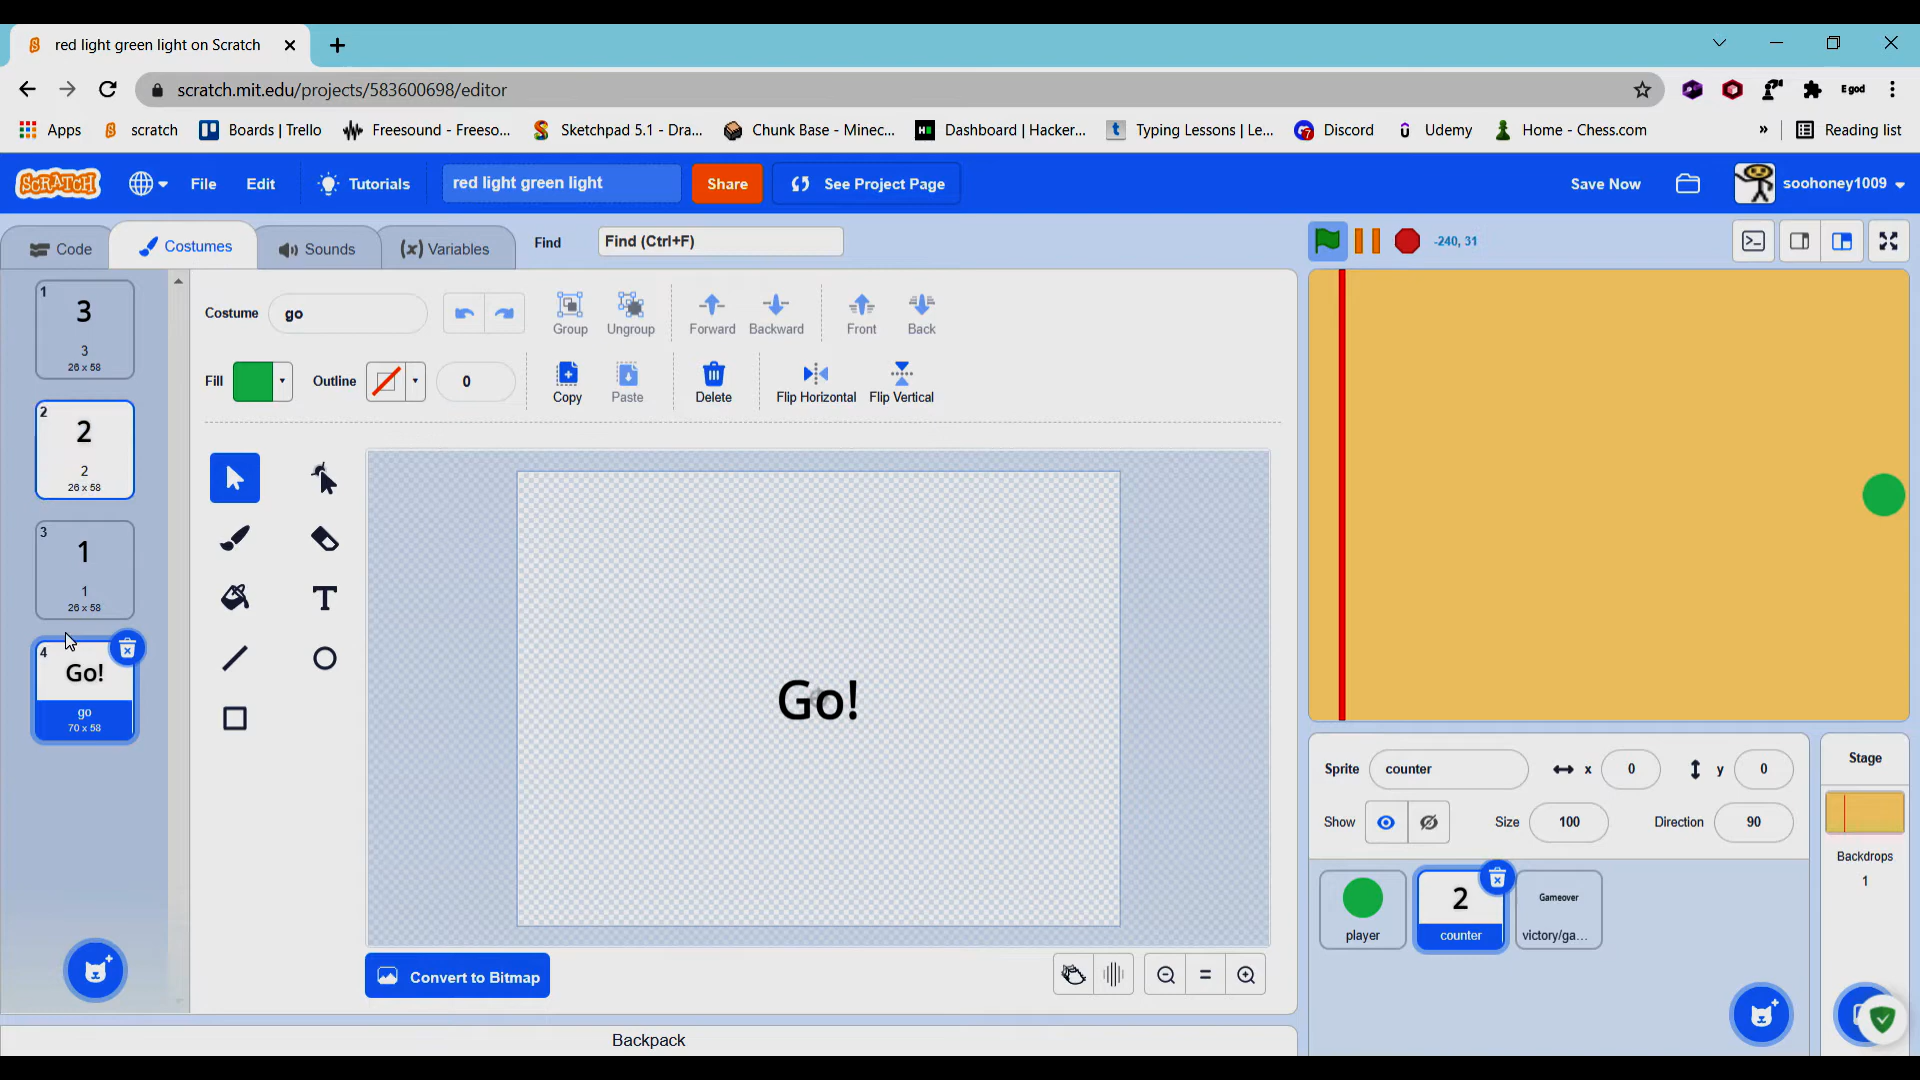 red light green light on Scratch
scratch.mit.edu/projects/583600698/editor
E god
Apps
scratch
Boards | Trello
Freesound - Freeso...
Sketchpad 5.1 - Dra...
Chunk Base - Minec...
Dashboard | Hacker...
Typing Lessons | Le...
Discord
Udemy
Home - Chess.com
»
Reading list
SCRATCH
File
Edit
Tutorials
red light green light
Share
See Project Page
Save Now
soohoney1009
Code
Costumes
Sounds
(x) Variables
Find
Find (Ctrl+F)
-240, 31
1
3
3
26 x 58
2
2
2
26 x 58
3
1
1
26 x 58
4
Go!
go
70 x 58
Costume
go
Group
Ungroup
Forward
Backward
Front
Back
Fill
Outline
0
Copy
Paste
Delete
Flip Horizontal
Flip Vertical
T
Go!
Convert to Bitmap
Backpack
Sprite
counter
x
0
y
0
Show
Size
100
Direction
90
player
2
counter
Gameover
victory/ga...
Stage
Backdrops
1